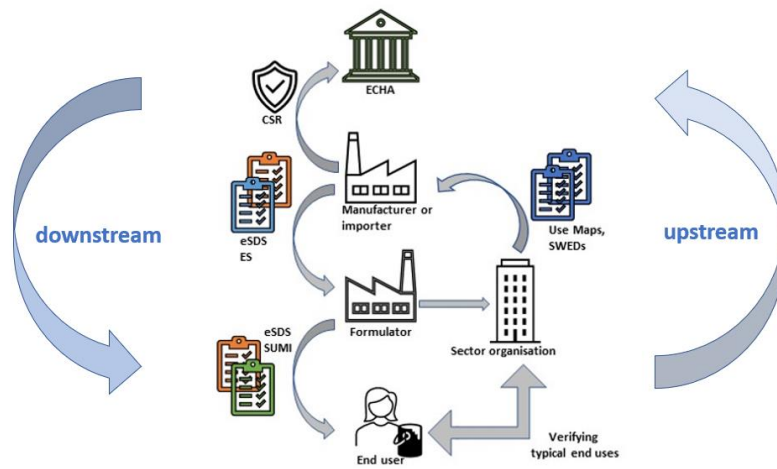 ECHA
CSR
Manufacturer or
importer
eSDS
ES
Use Maps,
SWEDs
downstream
upstream
Formulator
Sector organisation
eSDS
SUMI
End user
Verifying
typical end uses